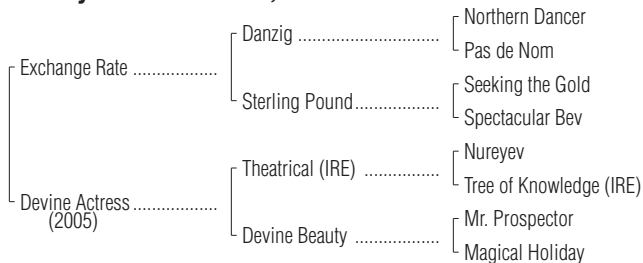 Northern Dancer
Danzig ..................................
Pas de Nom
Exchange Rate ....................
Seeking the Gold
Sterling Pound....................
Spectacular Bev
Nureyev
Theatrical (IRE) ..................
Tree of Knowledge (IRE)
Devine Actress ....................
(2005)
Mr. Prospector
Devine Beauty ....................
Magical Holiday